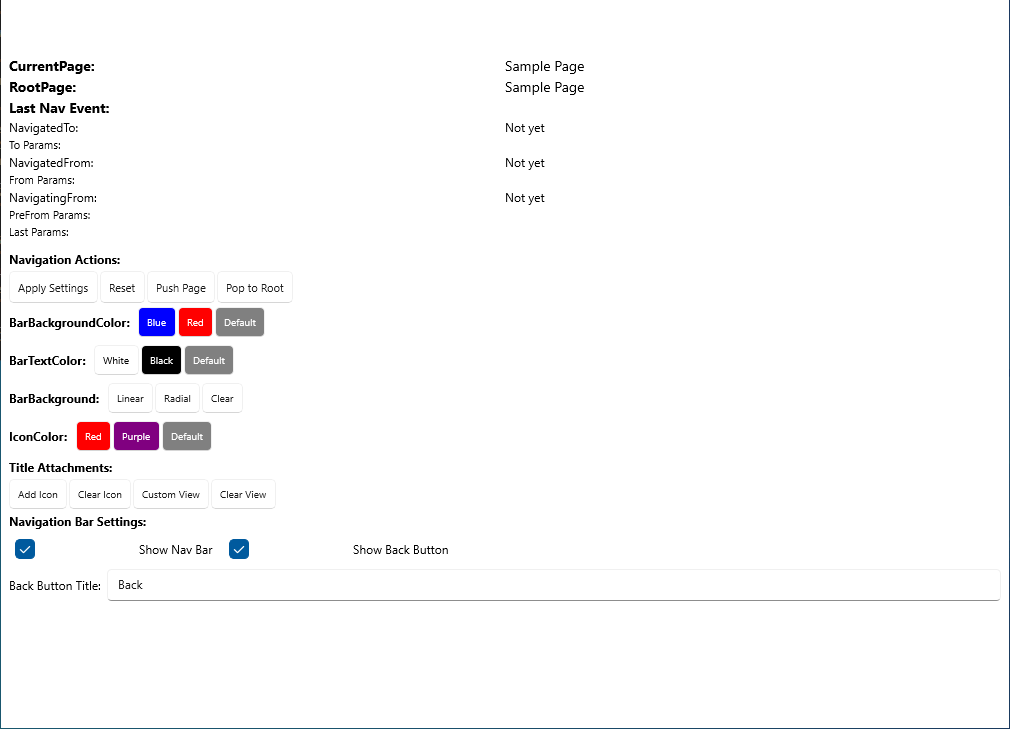 CurrentPage: Sample Page
RootPage: Sample Page
Last Nav Event:
NavigatedTo: Not yet
To Params:
NavigatedFrom: Not yet
From Params:
NavigatingFrom: Not yet
PreFrom Params:
Last Params:
Navigation Actions:
Apply Settings Reset Push Page Pop to Root
BarBackgroundColor: Blue Red Default
BarTextColor: White Black Default
BarBackground: Linear Radial Clear
IconColor: Red Purple Default
Title Attachments:
Add Icon Clear Icon Custom View Clear View
Navigation Bar Settings:
Show Nav Bar Show Back Button
Back Button Title: Back